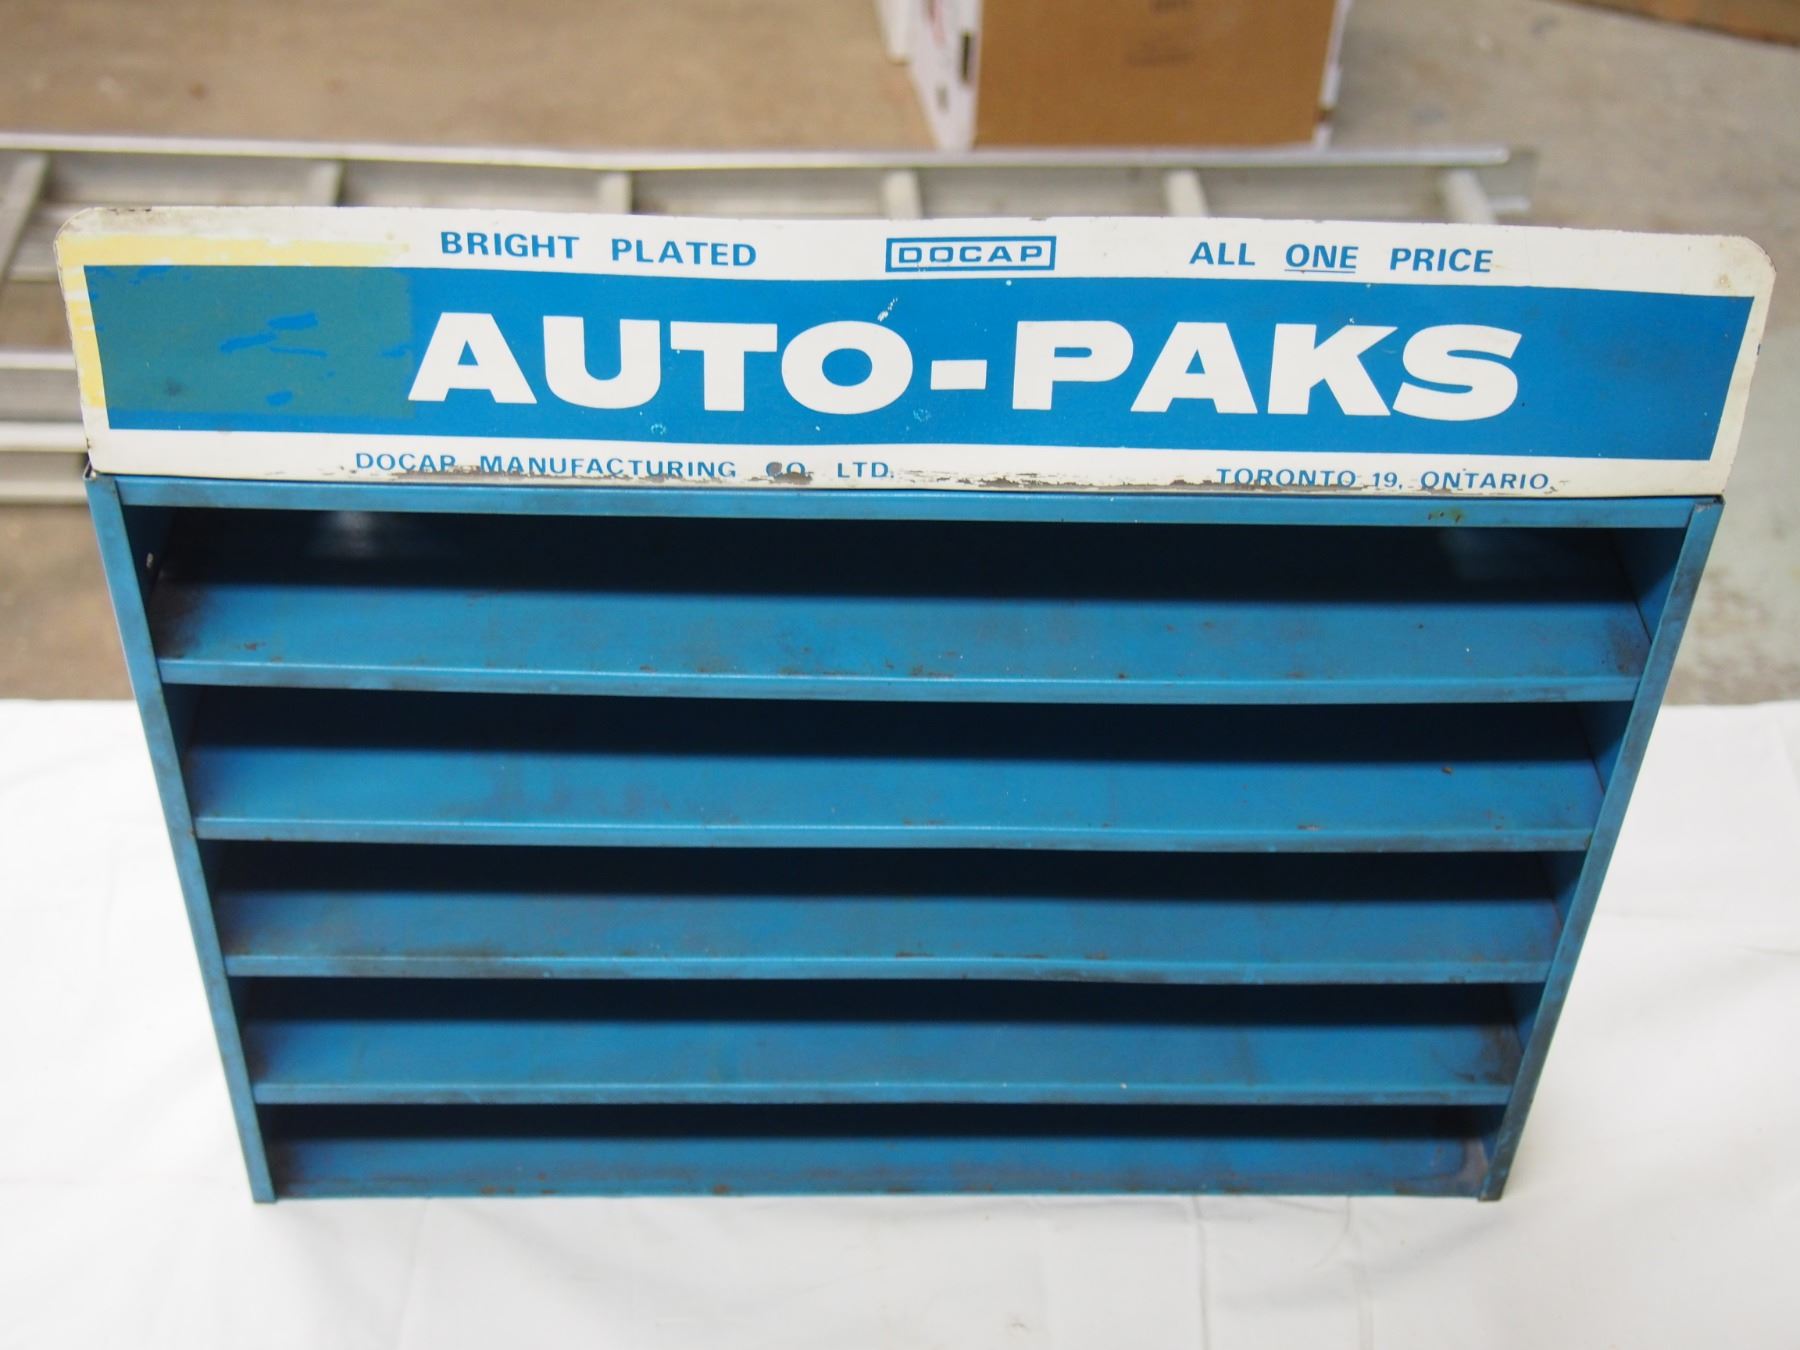 BRIGHT PLATED DOCAP ALL ONE PRICE
AUTO-PAKS
DOCAP MANUFACTURING CO. LTD. TORONTO 19, ONTARIO